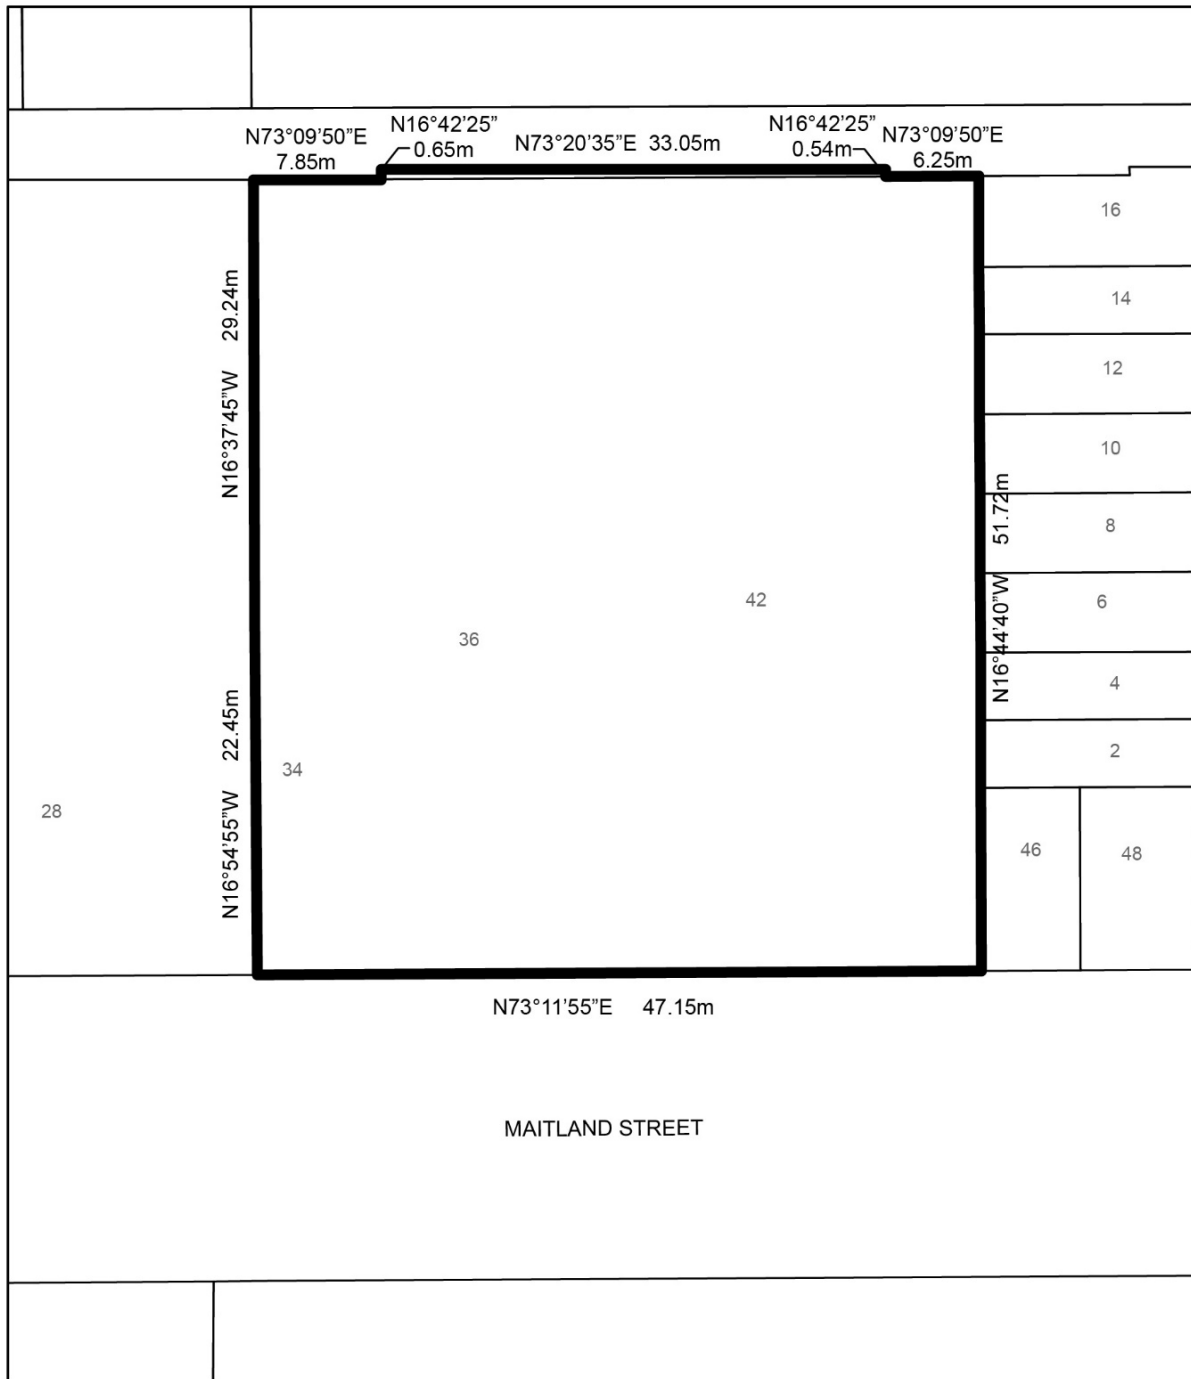 N73°09’50”E
7.85m
N16°42’25”
0.65m
N73°20’35”E 33.05m
N16°42’25”
0.54m
N73°09’50”E
6.25m
16
14
12
10
8
6
4
2
46
48
N16°37’45”W 29.24m
N16°44’40”W 51.72m
42
36
34
28
N16°54’55”W 22.45m
N73°11’55”E 47.15m
MAITLAND STREET